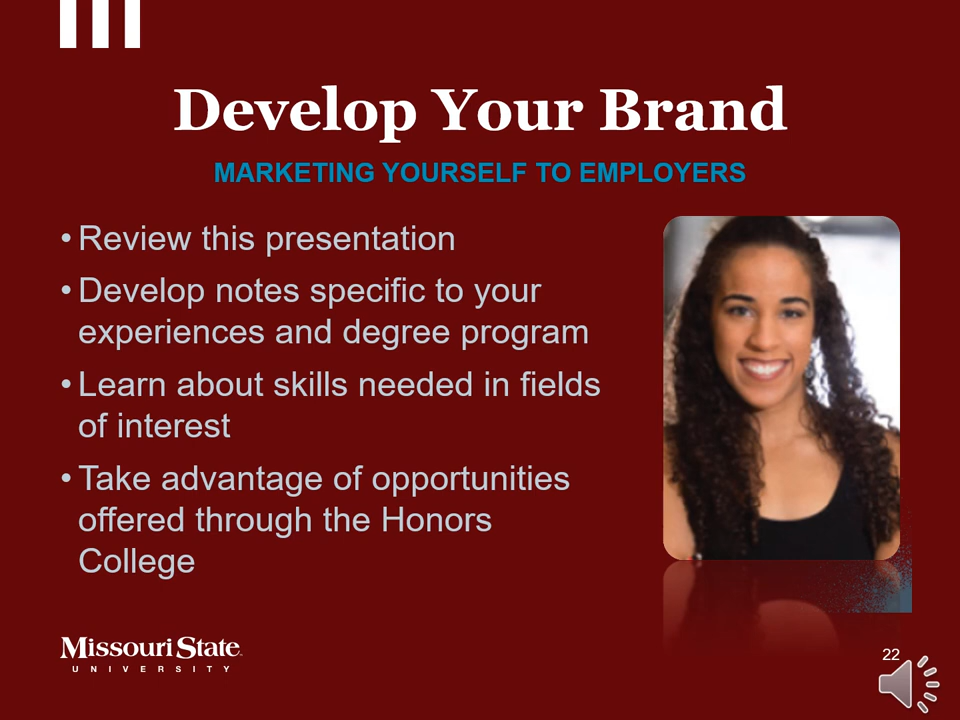 Develop Your Brand
MARKETING YOURSELF TO EMPLOYERS
• Review this presentation
• Develop notes specific to your
experiences and degree program
• Learn about skills needed in fields
of interest
• Take advantage of opportunities
offered through the Honors
College
Missouri State
UNIVERSITY
22